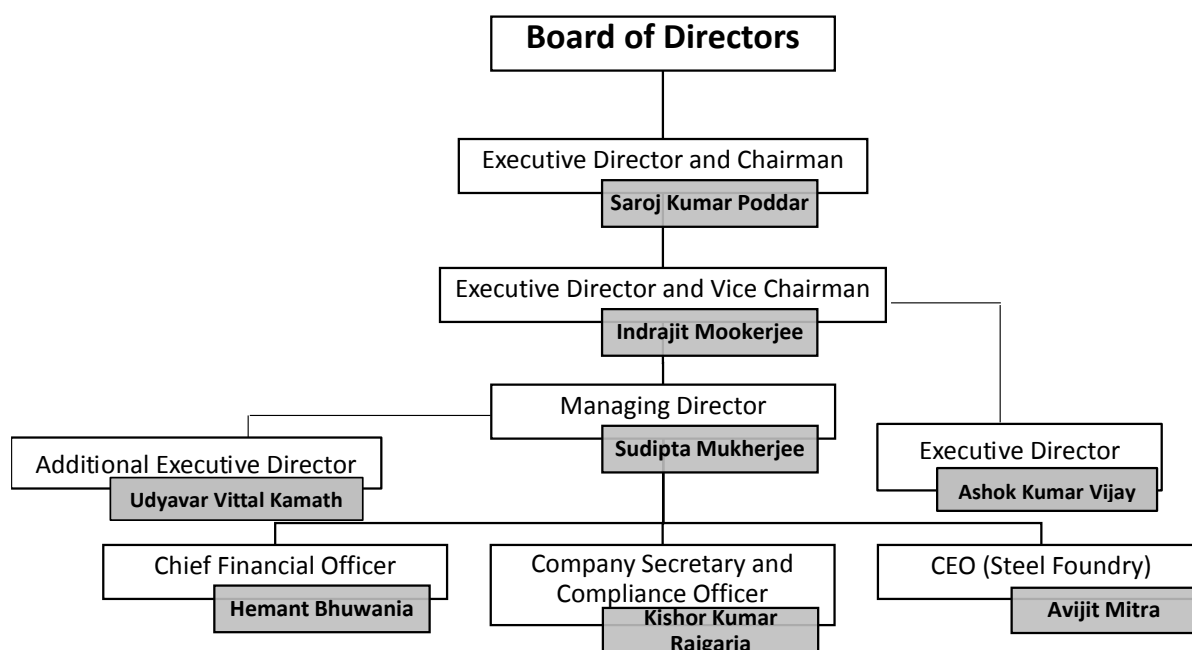 Board of Directors
Executive Director and Chairman
Saroj Kumar Poddar
Executive Director and Vice Chairman
Indrajit Mookerjee
Managing Director
Sudipta Mukherjee
Additional Executive Director
Udyavar Vittal Kamath
Executive Director
Ashok Kumar Vijay
Chief Financial Officer
Hemant Bhuwania
Company Secretary and
Compliance Officer
Kishor Kumar
Rajgaria
CEO (Steel Foundry)
Avijit Mitra